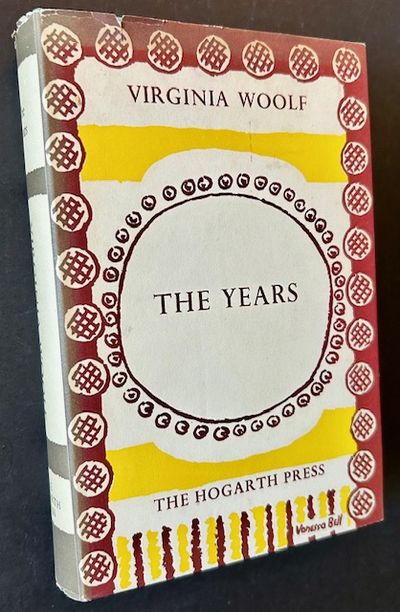 VIRGINIA WOOLF
THE YEARS
THE HOGARTH PRESS
Vanessa Bell